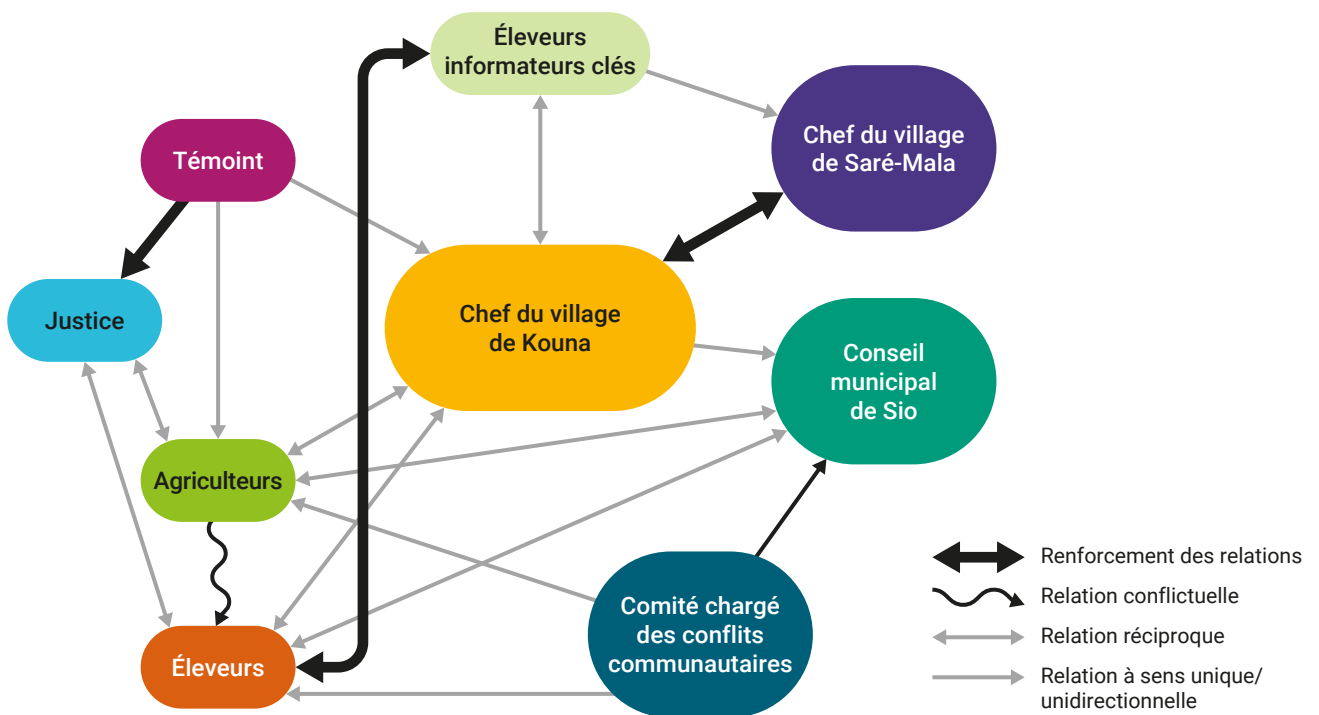 Éleveurs
informateurs clés
Chef du village
de Saré-Mala
Témoint
Justice
Chef du village
de Kouna
Conseil
municipal
de Sio
Agriculteurs
Comité chargé
des conflits
communautaires
Éleveurs
Renforcement des relations
Relation conflictuelle
Relation réciproque
Relation à sens unique/
unidirectionnelle